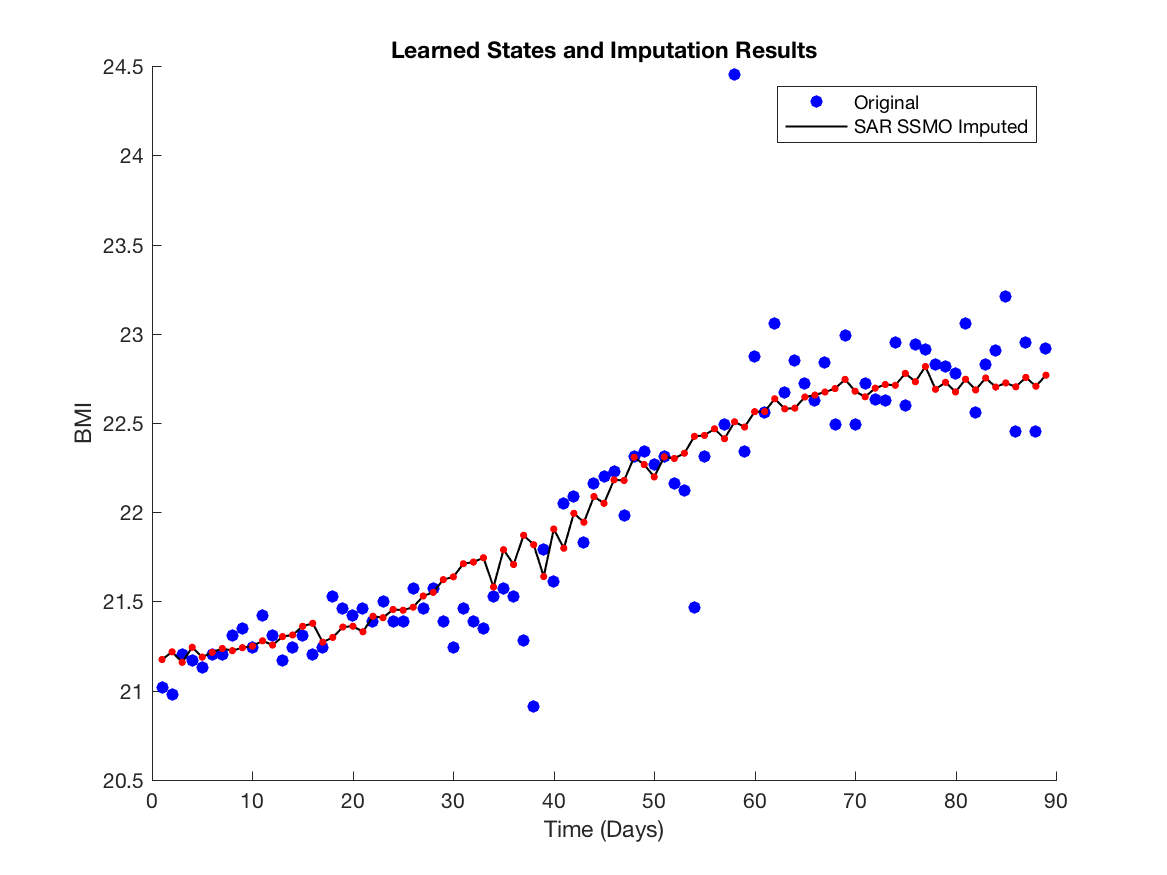 Learned States and Imputation Results
Original
SAR SSMO Imputed
24.5
24
23.5
23
22.5
22
21.5
21
20.5
BMI
0 10 20 30 40 50 60 70 80 90
Time (Days)